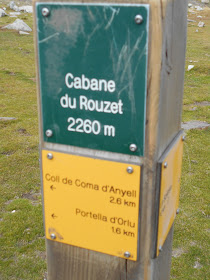 Cabane
du Rouzet
2260 m
Coll de Coma d'Anyell
← 2.6 km
← Portella d'Orlu
1.6 km